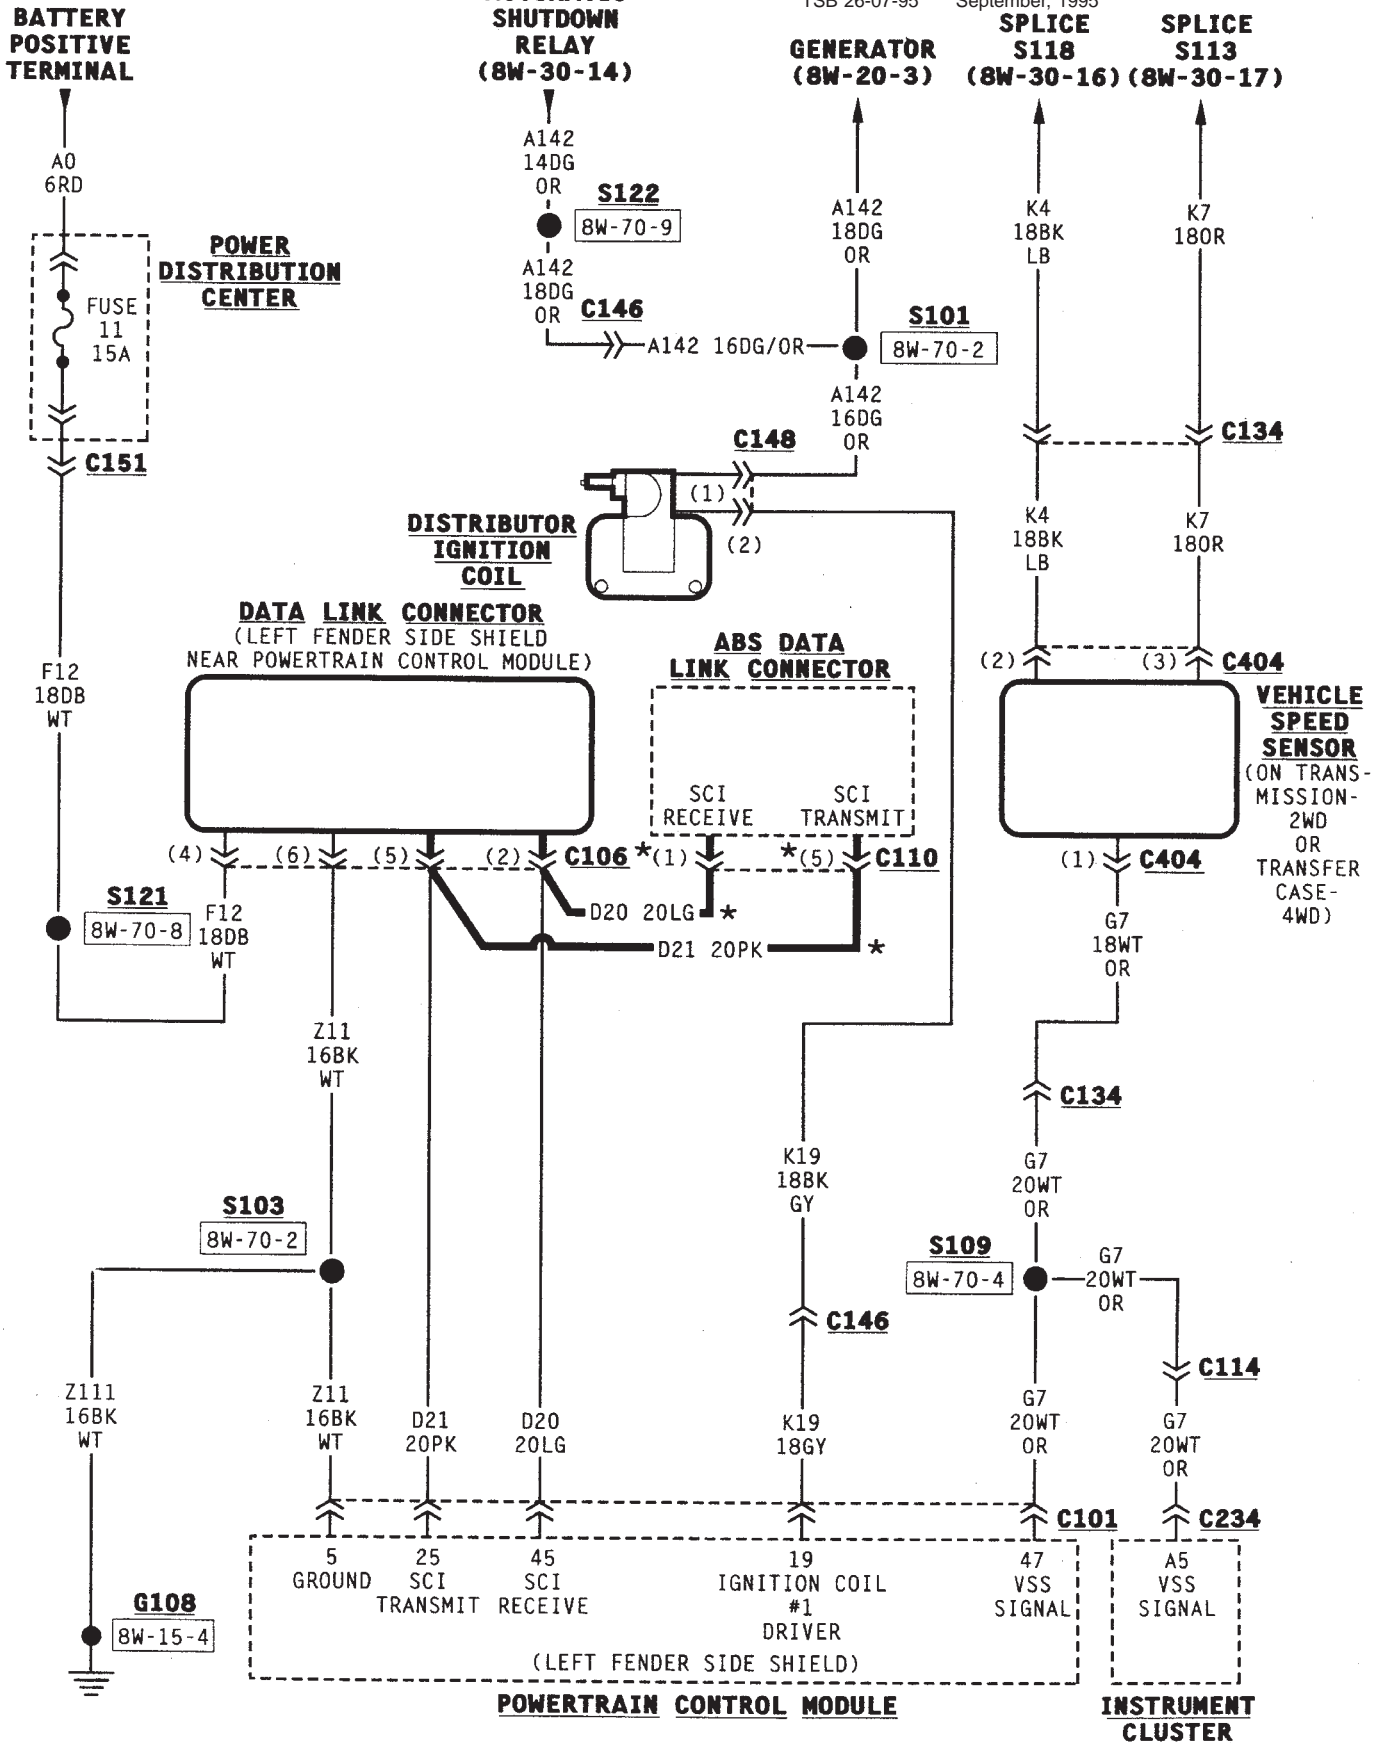 TSB 26-07-95 September, 1995
BATTERY
POSITIVE
TERMINAL
SHUTDOWN
RELAY
(8W-30-14)
GENERATOR
(8W-20-3)
SPLICE
S118
(8W-30-16)
SPLICE
S113
(8W-30-17)
A0
6RD
A142
14DG
OR
S122
8W-70-9
A142
18DG
OR
C146
A142 16DG/OR
A142
18DG
OR
S101
8W-70-2
A142
16DG
OR
K4
18BK
LB
K7
18OR
POWER
DISTRIBUTION
CENTER
FUSE
11
15A
C151
C148
(1)
(2)
C134
DISTRIBUTOR
IGNITION
COIL
K4
18BK
LB
K7
18OR
DATA LINK CONNECTOR
(LEFT FENDER SIDE SHIELD
NEAR POWERTRAIN CONTROL MODULE)
ABS DATA
LINK CONNECTOR
(2)
(3)
C404
F12
18DB
WT
VEHICLE
SPEED
SENSOR
(ON TRANS-
MISSION-
2WD
OR
TRANSFER
CASE-
4WD)
SCI
RECEIVE
SCI
TRANSMIT
(4)
(6)
(5)
(2)
C106
*(1)
*(5)
C110
(1)
C404
S121
8W-70-8
F12
18DB
WT
D20 20LG *
D21 20PK *
G7
18WT
OR
Z11
16BK
WT
C134
K19
18BK
GY
G7
20WT
OR
S103
8W-70-2
S109
8W-70-4
G7
20WT
OR
C146
C114
Z111
16BK
WT
Z11
16BK
WT
D21
20PK
D20
20LG
K19
18GY
G7
20WT
OR
G7
20WT
OR
C101
C234
5
GROUND
25
SCI
TRANSMIT
45
SCI
RECEIVE
19
IGNITION COIL
#1
DRIVER
47
VSS
SIGNAL
A5
VSS
SIGNAL
G108
8W-15-4
(LEFT FENDER SIDE SHIELD)
POWERTRAIN CONTROL MODULE
INSTRUMENT
CLUSTER